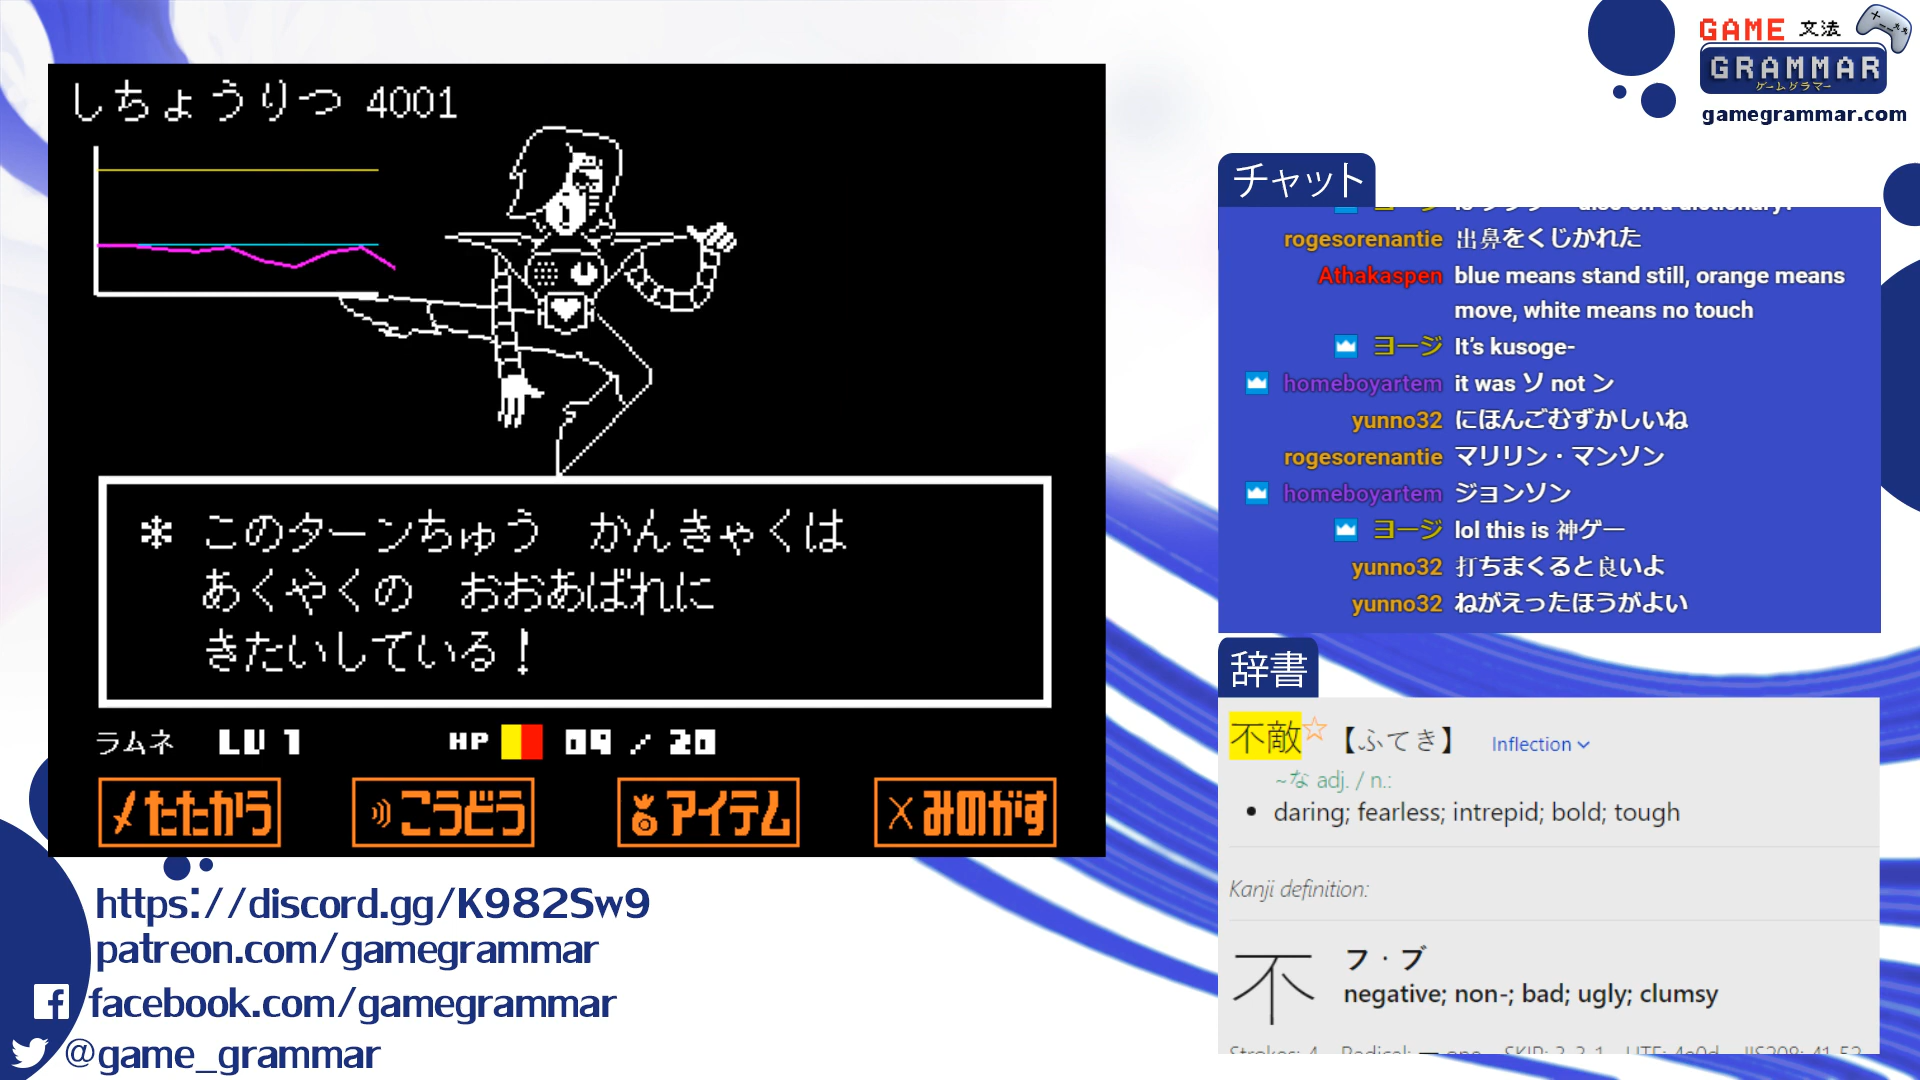 しちょうりつ 4001
＊ このターンちゅう かんきゃくは
あくやくの おおあばれに
きたいしている！
ラムネ LV 1 HP 09 / 20
たたかう こうどう アイテム みのがす
https://discord.gg/K982Sw9
patreon.com/gamegrammar
facebook.com/gamegrammar
@game_grammar
GAME 文法
GRAMMAR
ゲームグラマー
gamegrammar.com
チャット
rogesorenantie 出鼻をくじかれた
Athakaspen blue means stand still, orange means
move, white means no touch
ヨージ It's kusoge-
homeboyartem it was ソ not ン
yunno32 にほんごむずかしいね
rogesorenantie マリリン・マンソン
homeboyartem ジョンソン
ヨージ lol this is 神ゲー
yunno32 打ちまくると良いよ
yunno32 ねがえったほうがよい
辞書
不敵☆【ふてき】 Inflection
~な adj. / n.:
• daring; fearless; intrepid; bold; tough
Kanji definition:
不 フ・ブ
negative; non-; bad; ugly; clumsy